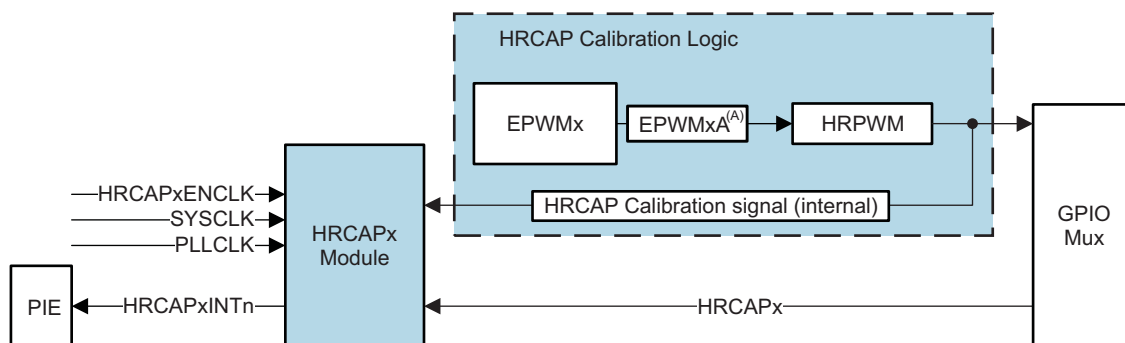 HRCAP Calibration Logic
EPWMx
EPWMxA(A)
HRPWM
HRCAPxENCLK
SYSCLK
PLLCLK
HRCAPx
Module
HRCAP Calibration signal (internal)
GPIO
Mux
PIE
HRCAPxINTn
HRCAPx